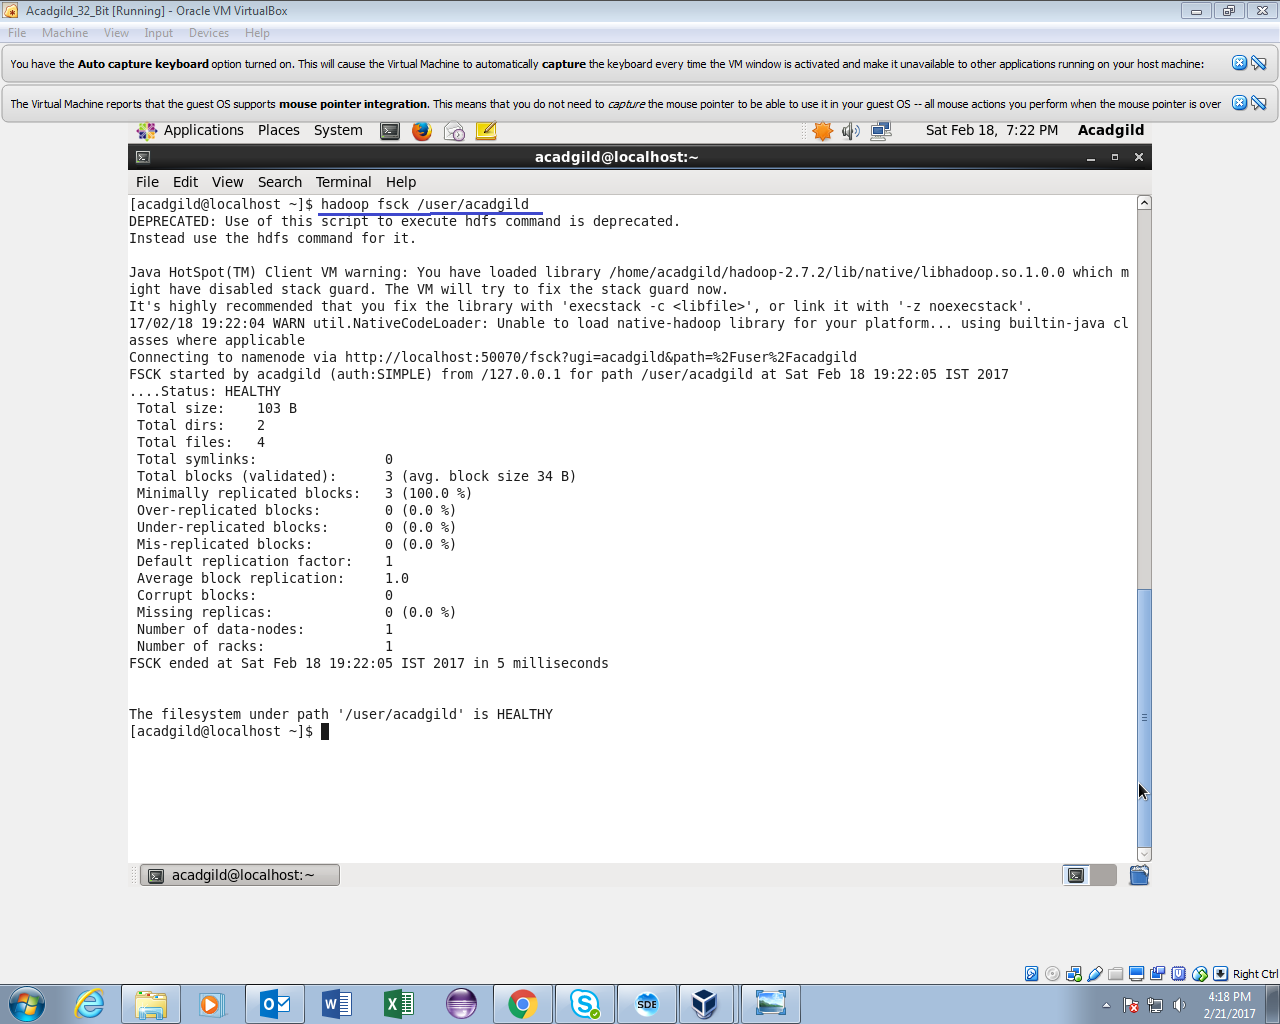 Acadgild_32_Bit [Running] - Oracle VM VirtualBox
File Machine View Input Devices Help
You have the Auto capture keyboard option turned on. This will cause the Virtual Machine to automatically capture the keyboard every time the VM window is activated and make it unavailable to other applications running on your host machine:
The Virtual Machine reports that the guest OS supports mouse pointer integration. This means that you do not need to capture the mouse pointer to be able to use it in your guest OS -- all mouse actions you perform when the mouse pointer is over
Applications Places System Sat Feb 18, 7:22 PM Acadgild
acadgild@localhost:~
File Edit View Search Terminal Help
[acadgild@localhost ~]$ hadoop fsck /user/acadgild
DEPRECATED: Use of this script to execute hdfs command is deprecated.
Instead use the hdfs command for it.
Java HotSpot(TM) Client VM warning: You have loaded library /home/acadgild/hadoop-2.7.2/lib/native/libhadoop.so.1.0.0 which m
ight have disabled stack guard. The VM will try to fix the stack guard now.
It's highly recommended that you fix the library with 'execstack -c <libfile>', or link it with '-z noexecstack'.
17/02/18 19:22:04 WARN util.NativeCodeLoader: Unable to load native-hadoop library for your platform... using builtin-java cl
asses where applicable
Connecting to namenode via http://localhost:50070/fsck?ugi=acadgild&path=%2Fuser%2Facadgild
FSCK started by acadgild (auth:SIMPLE) from /127.0.0.1 for path /user/acadgild at Sat Feb 18 19:22:05 IST 2017
....Status: HEALTHY
Total size: 103 B
Total dirs: 2
Total files: 4
Total symlinks: 0
Total blocks (validated): 3 (avg. block size 34 B)
Minimally replicated blocks: 3 (100.0 %)
Over-replicated blocks: 0 (0.0 %)
Under-replicated blocks: 0 (0.0 %)
Mis-replicated blocks: 0 (0.0 %)
Default replication factor: 1
Average block replication: 1.0
Corrupt blocks: 0
Missing replicas: 0 (0.0 %)
Number of data-nodes: 1
Number of racks: 1
FSCK ended at Sat Feb 18 19:22:05 IST 2017 in 5 milliseconds
The filesystem under path '/user/acadgild' is HEALTHY
[acadgild@localhost ~]$
acadgild@localhost:~
Right Ctrl
SDE
4:18 PM
2/21/2017